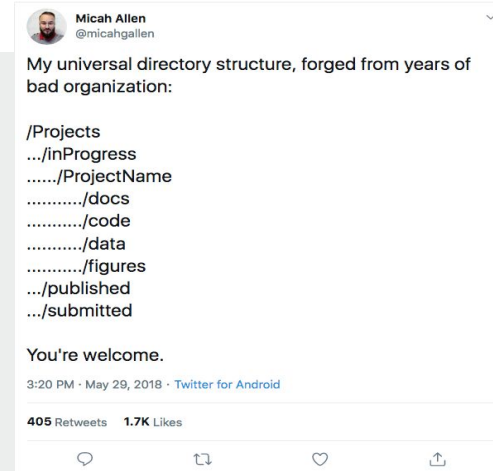 Micah Allen
@micahgallen
My universal directory structure, forged from years of
bad organization:
/Projects
.../inProgress
....../ProjectName
.........../docs
.........../code
.........../data
.........../figures
.../published
.../submitted
You're welcome.
3:20 PM · May 29, 2018 · Twitter for Android
405 Retweets 1.7K Likes